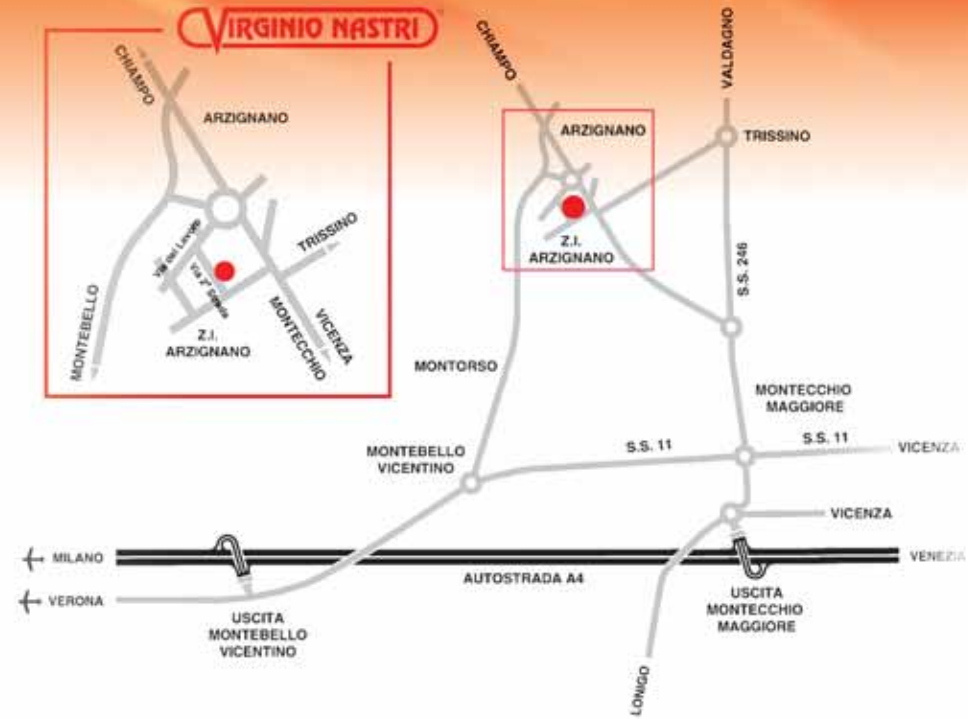 VIRGINIO NASTRI
CHIAMPO
ARZIGNANO
Via del Lavoro
Via 2ª Strada
TRISSINO
MONTEBELLO
Z.I.
ARZIGNANO
MONTECCHIO
VICENZA
CHIAMPO
VALDAGNO
ARZIGNANO
TRISSINO
Z.I.
ARZIGNANO
S.S. 246
MONTORSO
MONTECCHIO
MAGGIORE
MONTEBELLO
VICENTINO
S.S. 11
S.S. 11
VICENZA
VICENZA
MILANO
VENEZIA
AUTOSTRADA A4
VERONA
USCITA
MONTEBELLO
VICENTINO
USCITA
MONTECCHIO
MAGGIORE
LONIGO